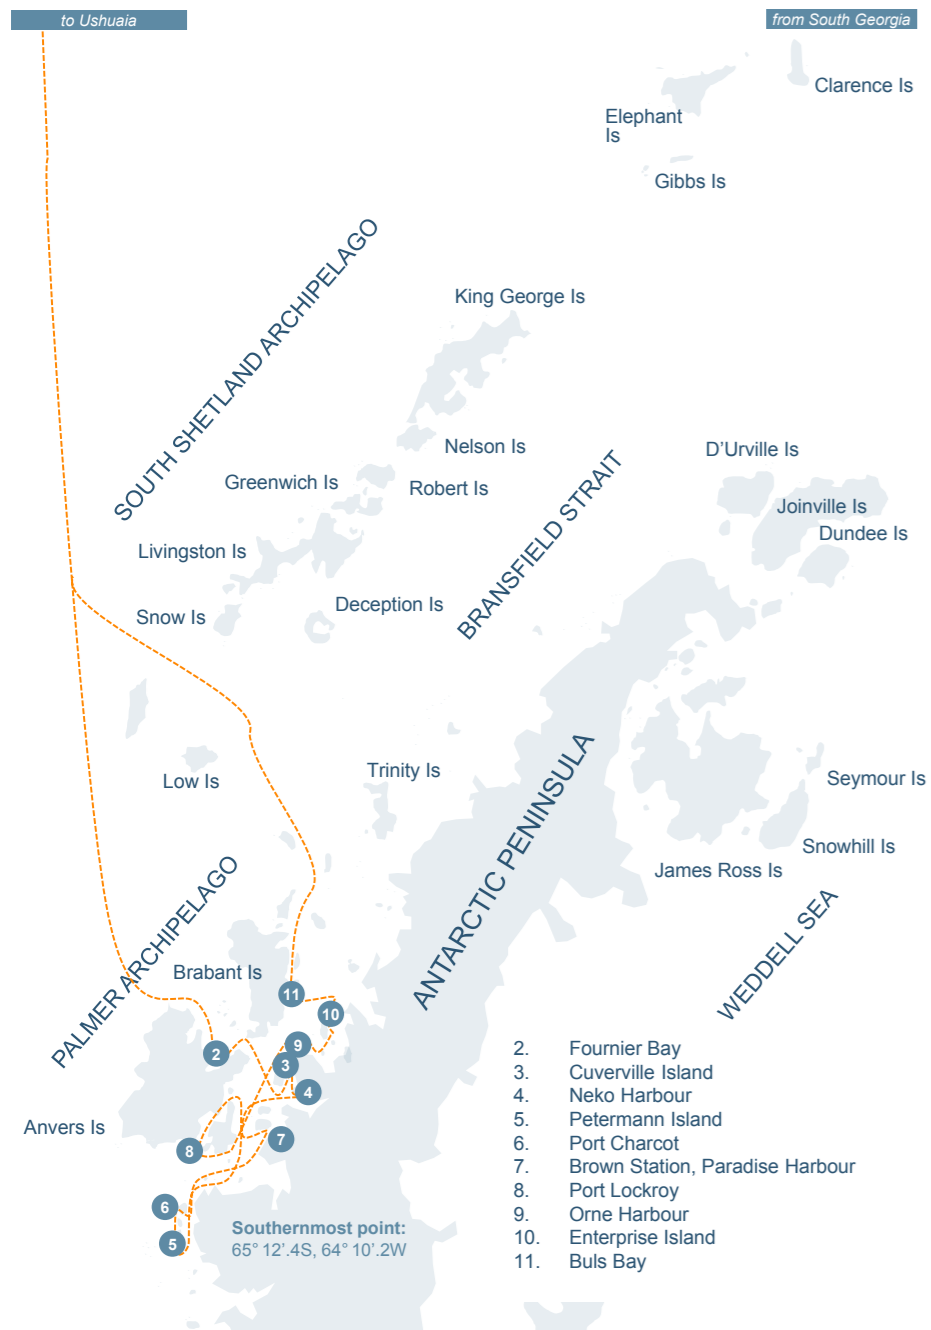 to Ushuaia
from South Georgia
Clarence Is
Elephant
Is
Gibbs Is
SOUTH SHETLAND ARCHIPELAGO
King George Is
Nelson Is
D'Urville Is
Greenwich Is
Robert Is
BRANSFIELD STRAIT
Joinville Is
Dundee Is
Livingston Is
Deception Is
Snow Is
Trinity Is
Low Is
ANTARCTIC PENINSULA
Seymour Is
Snowhill Is
James Ross Is
PALMER ARCHIPELAGO
WEDDELL SEA
Brabant Is
11
10
9
2
3
4
Anvers Is
7
8
6
5
Southernmost point:
65° 12'.4S, 64° 10'.2W
2. Fournier Bay
3. Cuverville Island
4. Neko Harbour
5. Petermann Island
6. Port Charcot
7. Brown Station, Paradise Harbour
8. Port Lockroy
9. Orne Harbour
10. Enterprise Island
11. Buls Bay